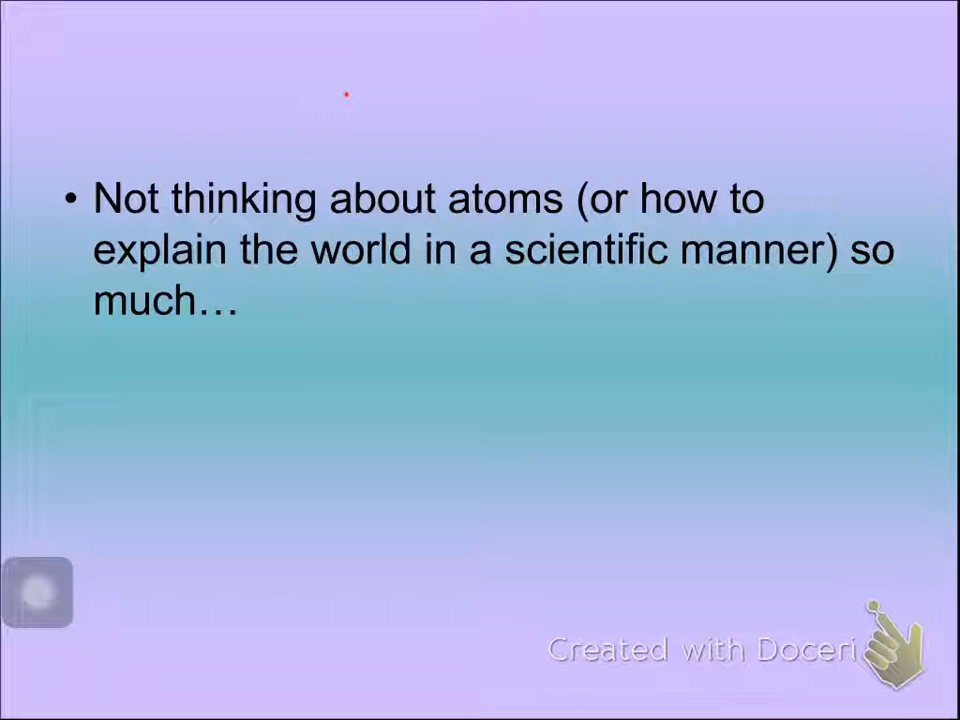 • Not thinking about atoms (or how to
explain the world in a scientific manner) so
much…
Created with Doceri